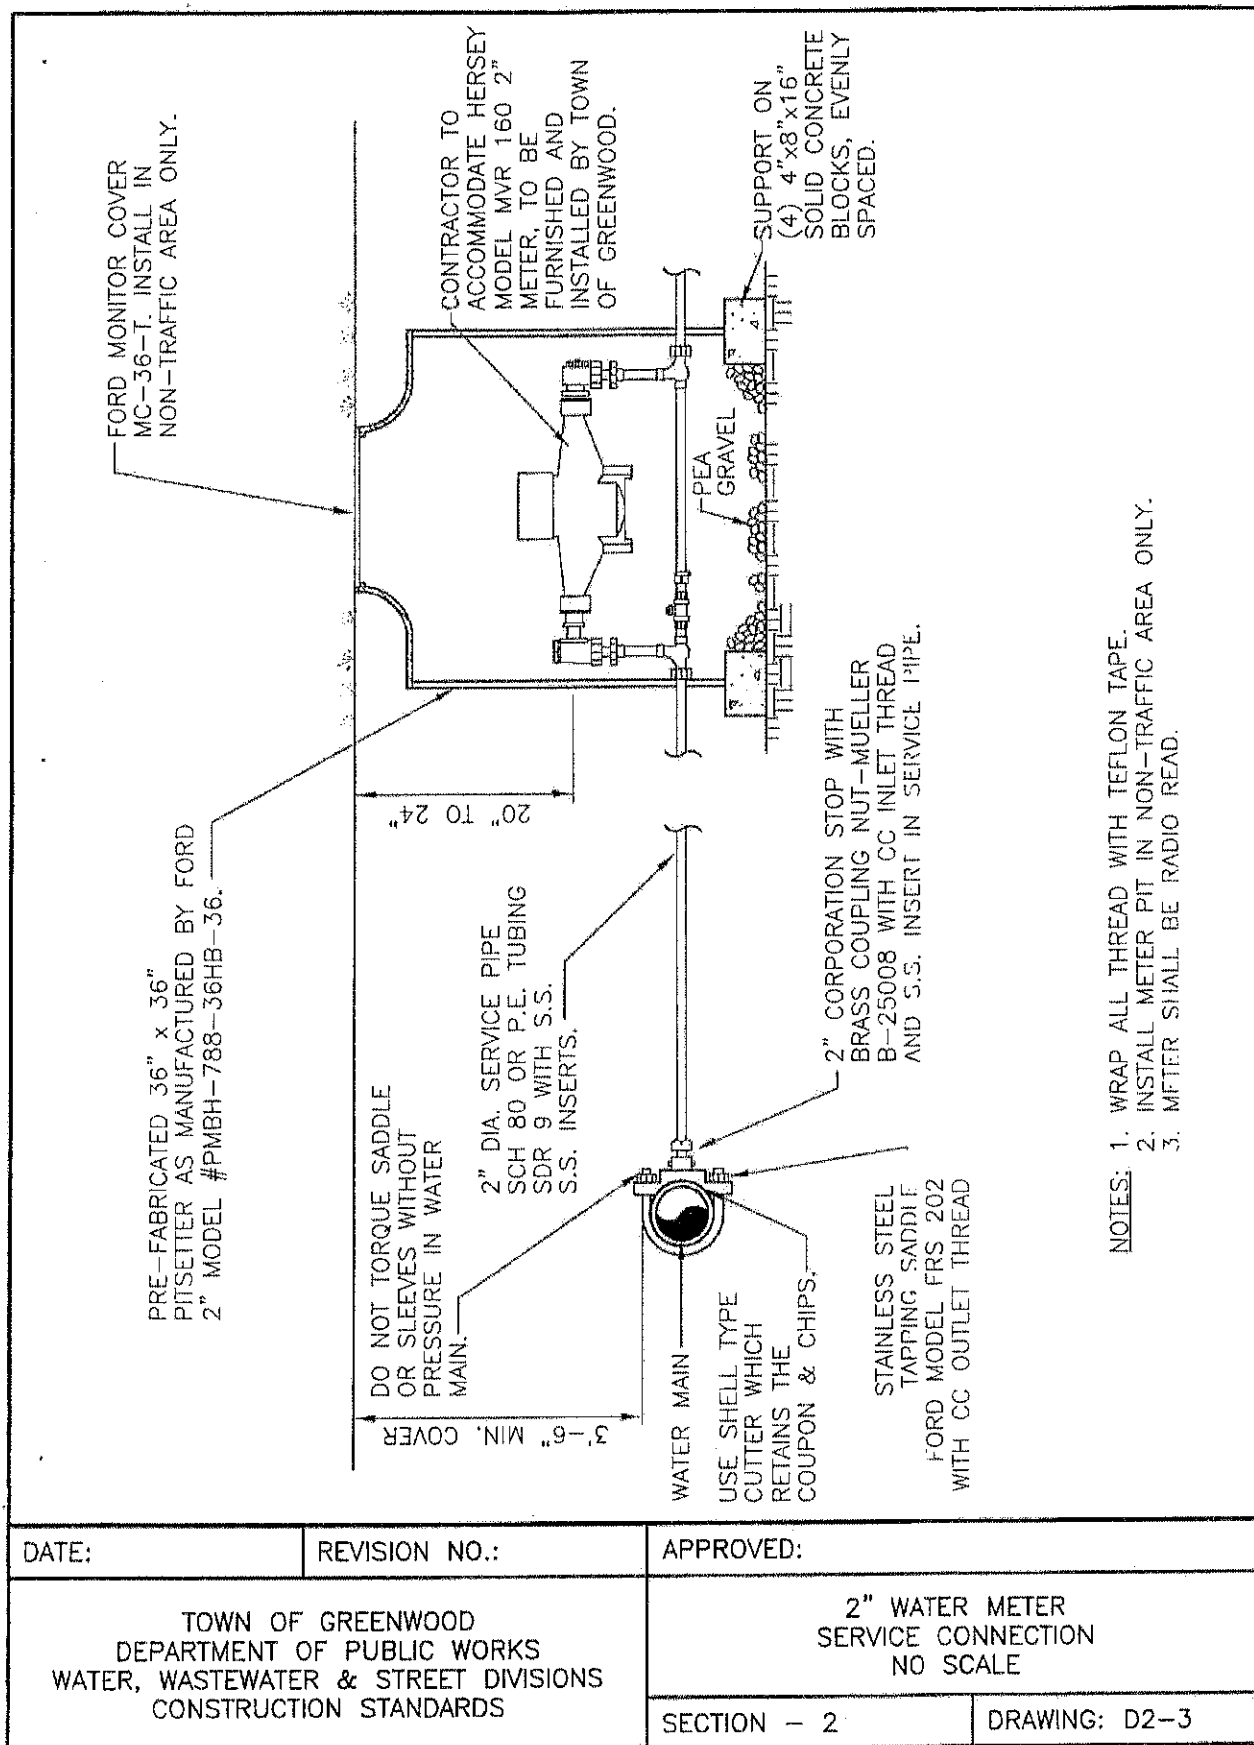 PRE-FABRICATED 36" x 36"
PITSETTER AS MANUFACTURED BY FORD
2" MODEL #PMBH-788-36HB-36.
FORD MONITOR COVER
MC-36-T. INSTALL IN
NON-TRAFFIC AREA ONLY.
CONTRACTOR TO
ACCOMMODATE HERSEY
MODEL MVR 160 2"
METER, TO BE
FURNISHED AND
INSTALLED BY TOWN
OF GREENWOOD.
DO NOT TORQUE SADDLE
OR SLEEVES WITHOUT
PRESSURE IN WATER
MAIN.
3'-6" MIN. COVER
20" TO 24"
2" DIA. SERVICE PIPE
SCH 80 OR P.E. TUBING
SDR 9 WITH S.S.
S.S. INSERTS.
PEA
GRAVEL
SUPPORT ON
(4) 4"x8"x16"
SOLID CONCRETE
BLOCKS, EVENLY
SPACED.
WATER MAIN
USE SHELL TYPE
CUTTER WHICH
RETAINS THE
COUPON & CHIPS.
2" CORPORATION STOP WITH
BRASS COUPLING NUT-MUELLER
B-25008 WITH CC INLET THREAD
AND S.S. INSERT IN SERVICE PIPE.
STAINLESS STEEL
TAPPING SADDLE
FORD MODEL FRS 202
WITH CC OUTLET THREAD
NOTES: 1. WRAP ALL THREAD WITH TEFLON TAPE.
2. INSTALL METER PIT IN NON-TRAFFIC AREA ONLY.
3. METER SHALL BE RADIO READ.
DATE:
REVISION NO.:
APPROVED:
TOWN OF GREENWOOD
DEPARTMENT OF PUBLIC WORKS
WATER, WASTEWATER & STREET DIVISIONS
CONSTRUCTION STANDARDS
2" WATER METER
SERVICE CONNECTION
NO SCALE
SECTION - 2
DRAWING: D2-3